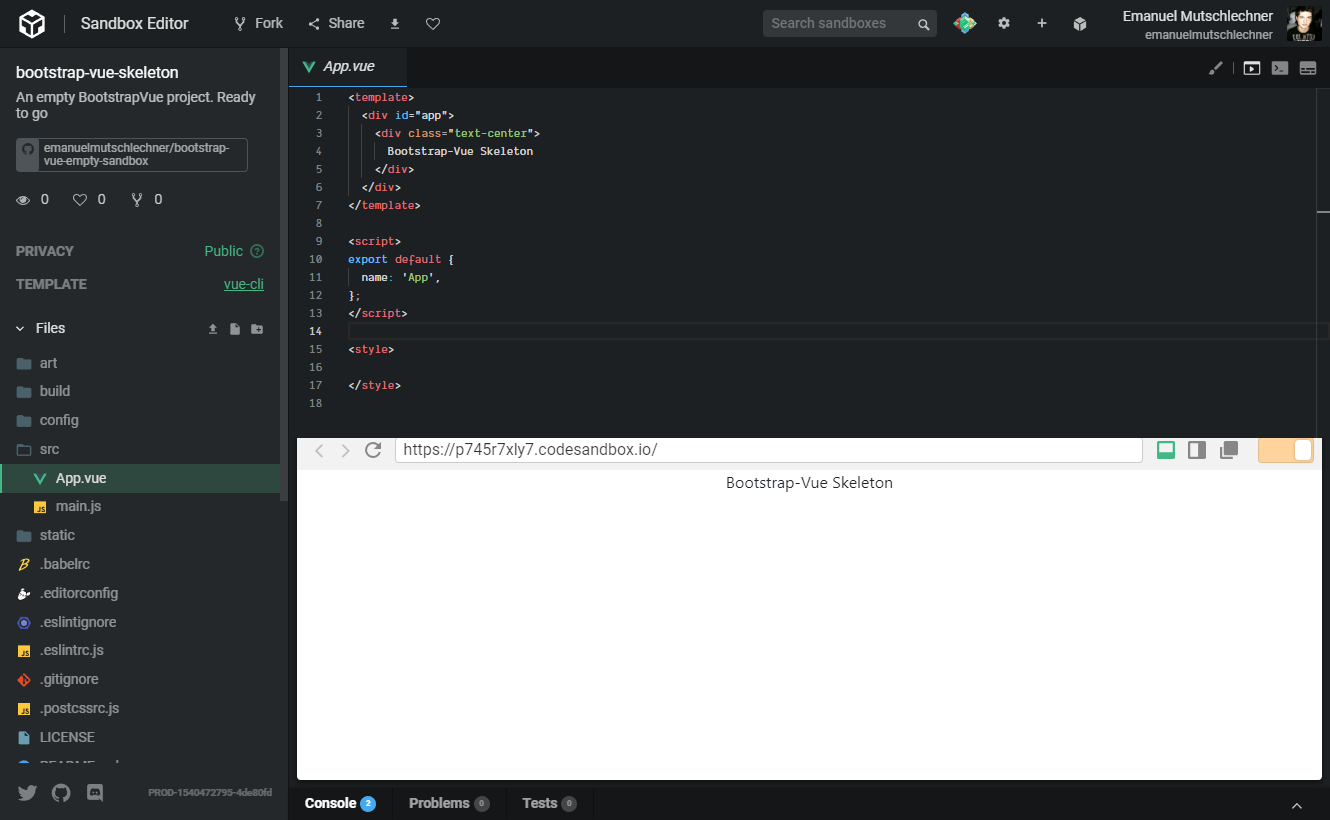 Sandbox Editor Fork Share Search sandboxes Emanuel Mutschlechner
emanuelmutschlechner
bootstrap-vue-skeleton
An empty BootstrapVue project. Ready
to go
emanuelmutschlechner/bootstrap-
vue-empty-sandbox
0 0 0
PRIVACY Public ?
TEMPLATE vue-cli
Files
art
build
config
src
App.vue
main.js
static
.babelrc
.editorconfig
.eslintignore
.eslintrc.js
.gitignore
.postcssrc.js
LICENSE
PROD-1540472795-4de80fd
App.vue
1 <template>
2 <div id="app">
3 <div class="text-center">
4 Bootstrap-Vue Skeleton
5 </div>
6 </div>
7 </template>
8
9 <script>
10 export default {
11 name: 'App',
12 };
13 </script>
14
15 <style>
16
17 </style>
18
https://p745r7xly7.codesandbox.io/
Bootstrap-Vue Skeleton
Console 2 Problems 0 Tests 0